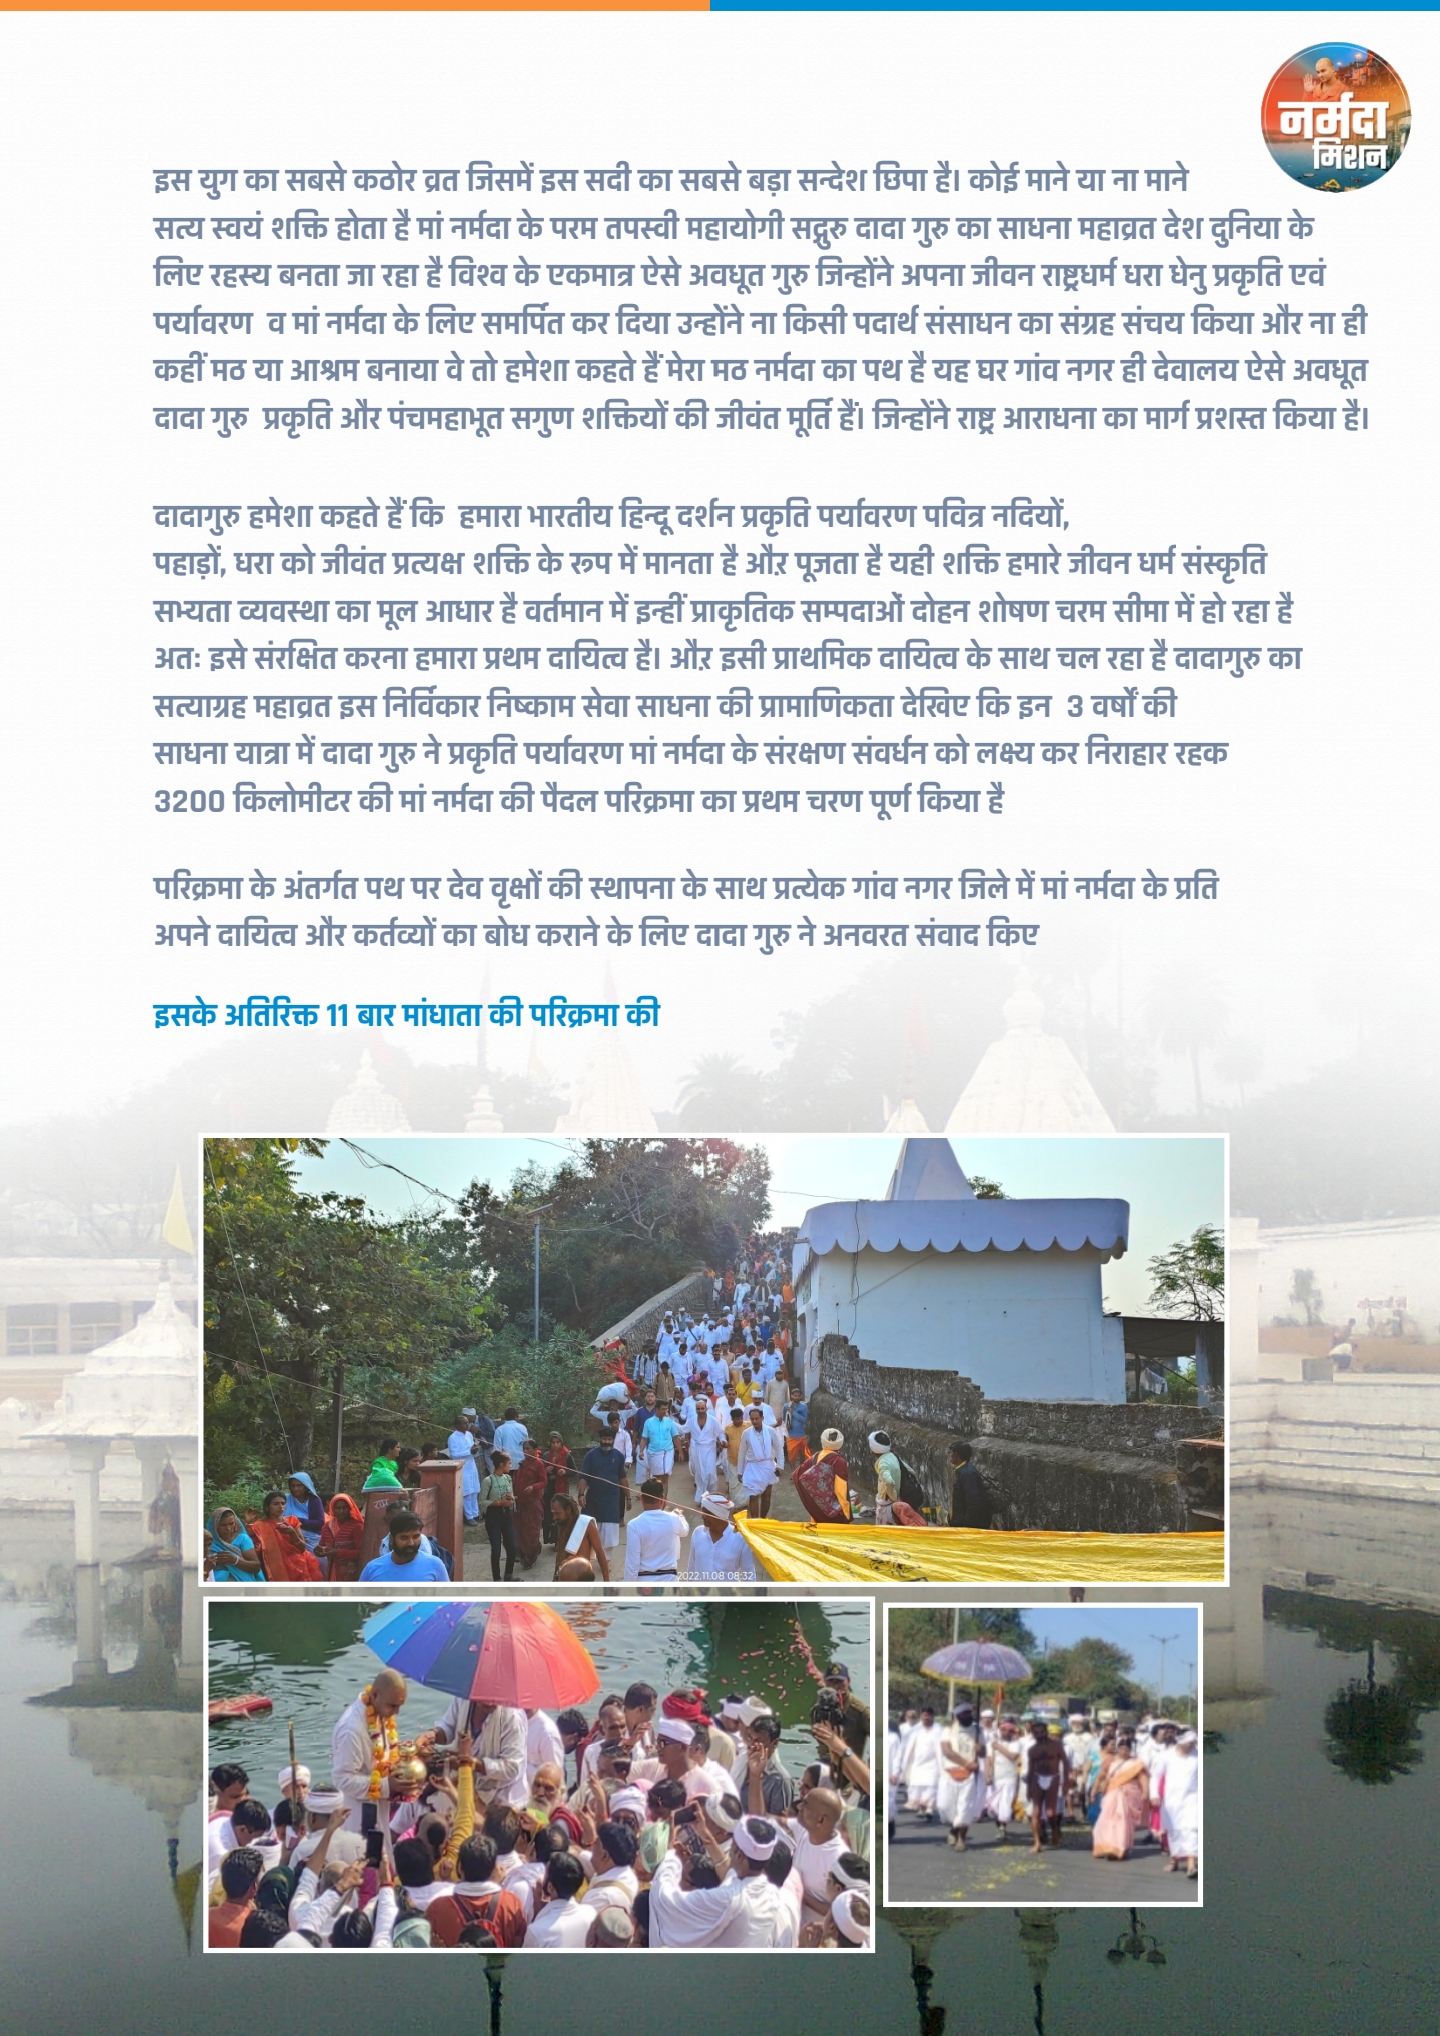 नर्मदा
मिशन
इस युग का सबसे कठोर व्रत जिसमें इस सदी का सबसे बड़ा सन्देश छिपा है। कोई माने या ना माने
सत्य स्वयं शक्ति होता है मां नर्मदा के परम तपस्वी महायोगी सद्गुरु दादा गुरु का साधना महाव्रत देश दुनिया के
लिए रहस्य बनता जा रहा है विश्व के एकमात्र ऐसे अवधूत गुरु जिन्होंने अपना जीवन राष्ट्रधर्म धरा धेनु प्रकृति एवं
पर्यावरण व मां नर्मदा के लिए समर्पित कर दिया उन्होंने ना किसी पदार्थ संसाधन का संग्रह संचय किया और ना ही
कहीं मठ या आश्रम बनाया वे तो हमेशा कहते हैं मेरा मठ नर्मदा का पथ है यह घर गांव नगर ही देवालय ऐसे अवधूत
दादा गुरु प्रकृति और पंचमहाभूत सगुण शक्तियों की जीवंत मूर्ति हैं। जिन्होंने राष्ट्र आराधना का मार्ग प्रशस्त किया है।
दादागुरु हमेशा कहते हैं कि हमारा भारतीय हिन्दू दर्शन प्रकृति पर्यावरण पवित्र नदियों,
पहाड़ों, धरा को जीवंत प्रत्यक्ष शक्ति के रूप में मानता है औऱ पूजता है यही शक्ति हमारे जीवन धर्म संस्कृति
सभ्यता व्यवस्था का मूल आधार है वर्तमान में इन्हीं प्राकृतिक सम्पदाओं दोहन शोषण चरम सीमा में हो रहा है
अतः इसे संरक्षित करना हमारा प्रथम दायित्व है। औऱ इसी प्राथमिक दायित्व के साथ चल रहा है दादागुरु का
सत्याग्रह महाव्रत इस निर्विकार निष्काम सेवा साधना की प्रामाणिकता देखिए कि इन 3 वर्षों की
साधना यात्रा में दादा गुरु ने प्रकृति पर्यावरण मां नर्मदा के संरक्षण संवर्धन को लक्ष्य कर निराहार रहक
3200 किलोमीटर की मां नर्मदा की पैदल परिक्रमा का प्रथम चरण पूर्ण किया है
परिक्रमा के अंतर्गत पथ पर देव वृक्षों की स्थापना के साथ प्रत्येक गांव नगर जिले में मां नर्मदा के प्रति
अपने दायित्व और कर्तव्यों का बोध कराने के लिए दादा गुरु ने अनवरत संवाद किए
इसके अतिरिक्त 11 बार मांधाता की परिक्रमा की
2022.11.08 08:32